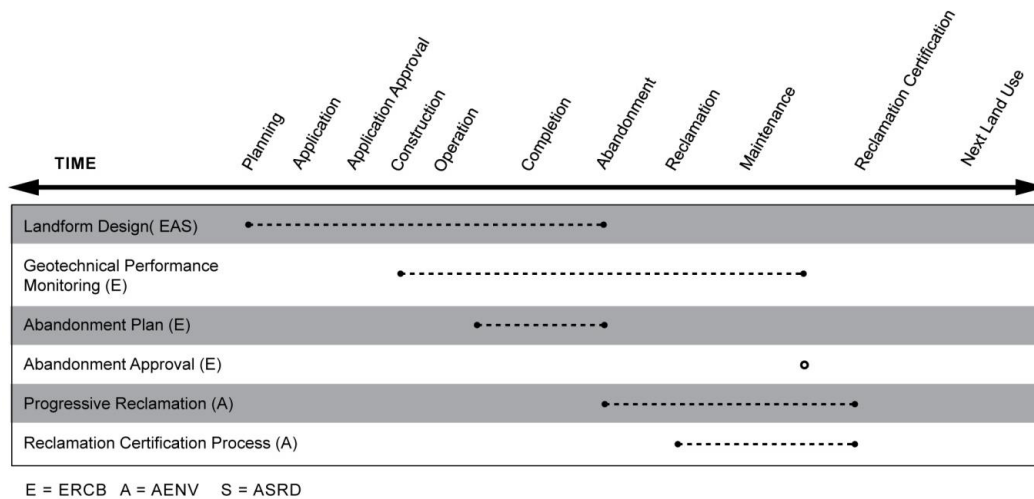 Planning
Application
Application Approval
Construction
Operation
Completion
Abandonment
Reclamation
Maintenance
Reclamation Certification
Next Land Use
TIME
Landform Design( EAS)
Geotechnical Performance
Monitoring (E)
Abandonment Plan (E)
Abandonment Approval (E)
Progressive Reclamation (A)
Reclamation Certification Process (A)
E = ERCB A = AENV S = ASRD